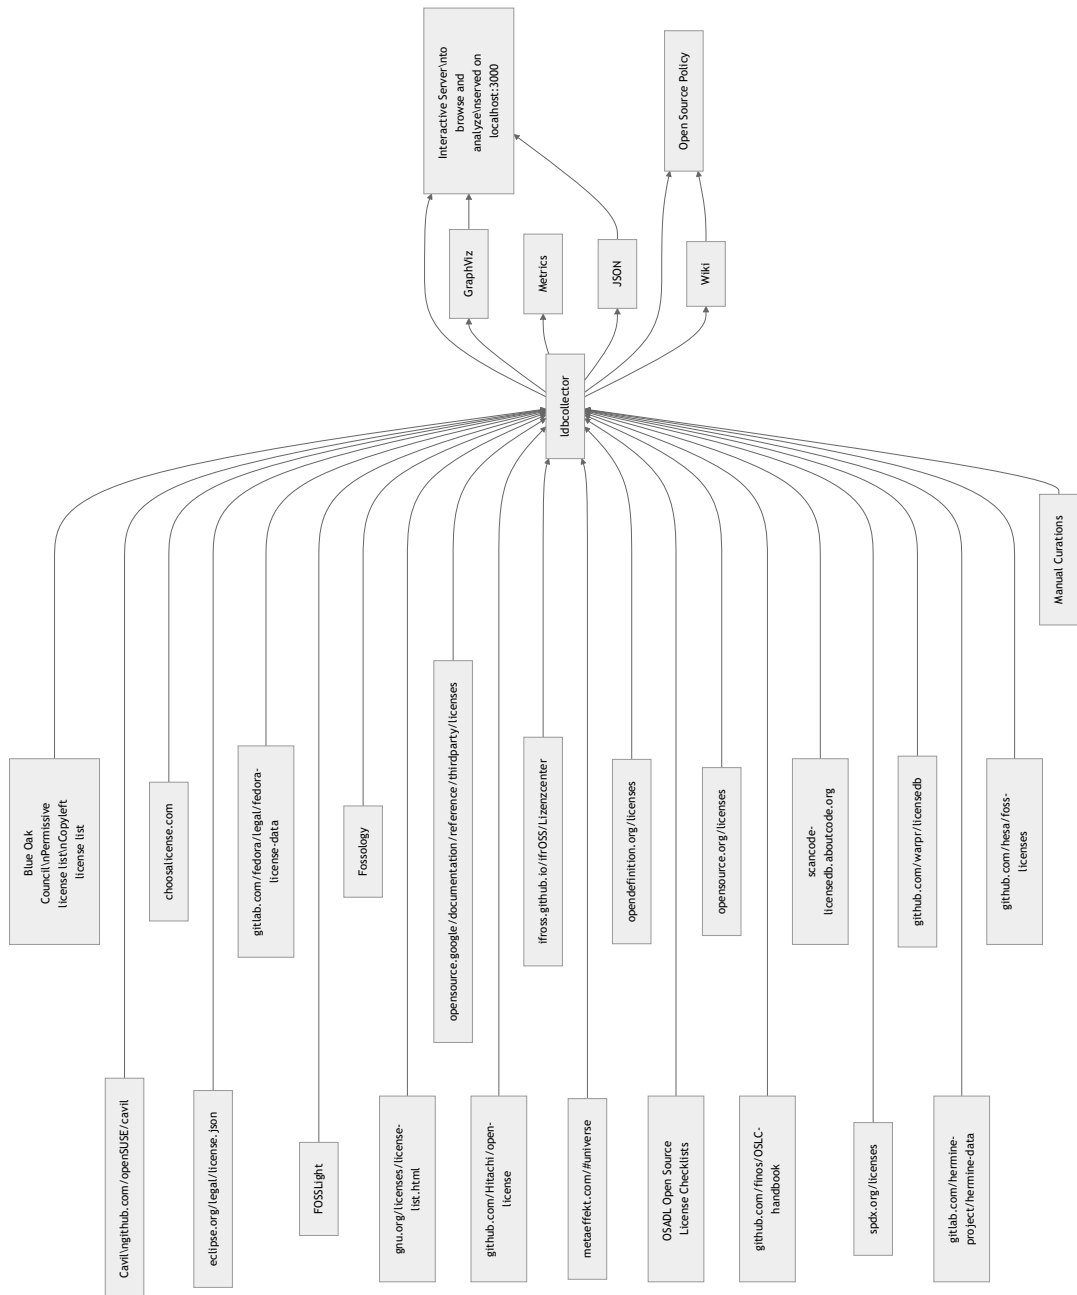 Interactive Server\nto
browse and
analyze\nserved on
localhost:3000
Open Source Policy
GraphViz
Metrics
JSON
Wiki
ldbcollector
Manual Curations
Blue Oak
Council\nPermissive
license list\nCopyleft
license list
choosalicense.com
gitlab.com/fedora/legal/fedora-
license-data
Fossology
opensource.google/documentation/reference/thirdparty/licenses
ifross.github.io/ifrOSS/Lizenzcenter
opendefinition.org/licenses
opensource.org/licenses
scancode-
licensedb.aboutcode.org
github.com/warpr/licensedb
github.com/hesa/foss-
licenses
Cavil\ngithub.com/openSUSE/cavil
eclipse.org/legal/license.json
FOSSLight
gnu.org/licenses/license-
list.html
github.com/Hitachi/open-
license
metaeffekt.com/#universe
OSADL Open Source
License Checklists
github.com/finos/OSLC-
handbook
spdx.org/licenses
gitlab.com/hermine-
project/hermine-data